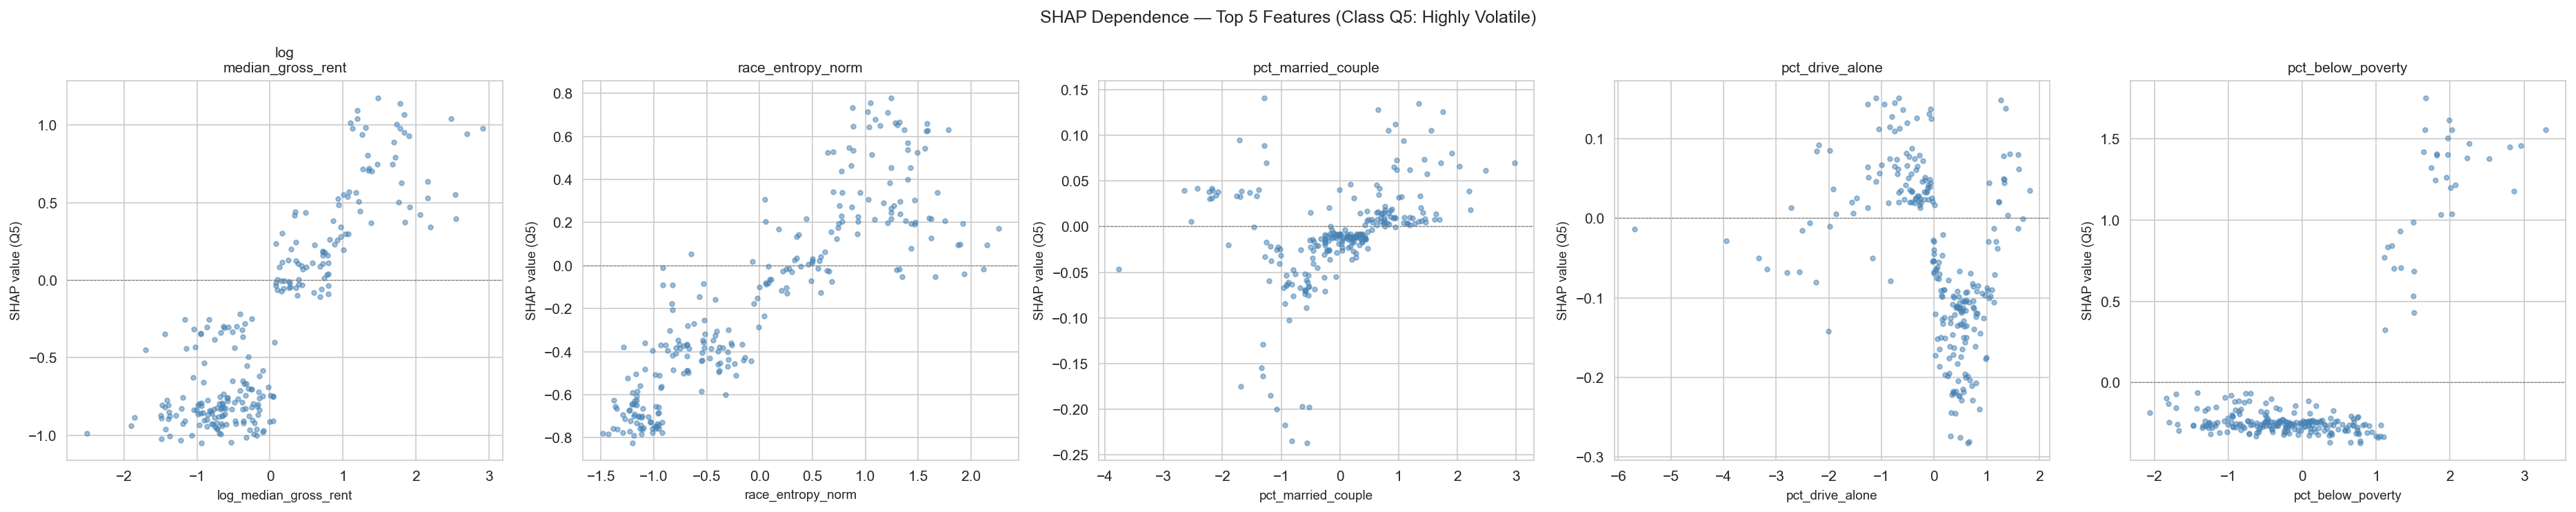 SHAP Dependence — Top 5 Features (Class Q5: Highly Volatile)
log
median_gross_rent
SHAP value (Q5)
1.0
0.5
0.0
−0.5
−1.0
−2 −1 0 1 2 3
log_median_gross_rent
race_entropy_norm
SHAP value (Q5)
0.8
0.6
0.4
0.2
0.0
−0.2
−0.4
−0.6
−0.8
−1.5 −1.0 −0.5 0.0 0.5 1.0 1.5 2.0
race_entropy_norm
pct_married_couple
SHAP value (Q5)
0.15
0.10
0.05
0.00
−0.05
−0.10
−0.15
−0.20
−0.25
−4 −3 −2 −1 0 1 2 3
pct_married_couple
pct_drive_alone
SHAP value (Q5)
0.1
0.0
−0.1
−0.2
−0.3
−6 −5 −4 −3 −2 −1 0 1 2
pct_drive_alone
pct_below_poverty
SHAP value (Q5)
1.5
1.0
0.5
0.0
−2 −1 0 1 2 3
pct_below_poverty